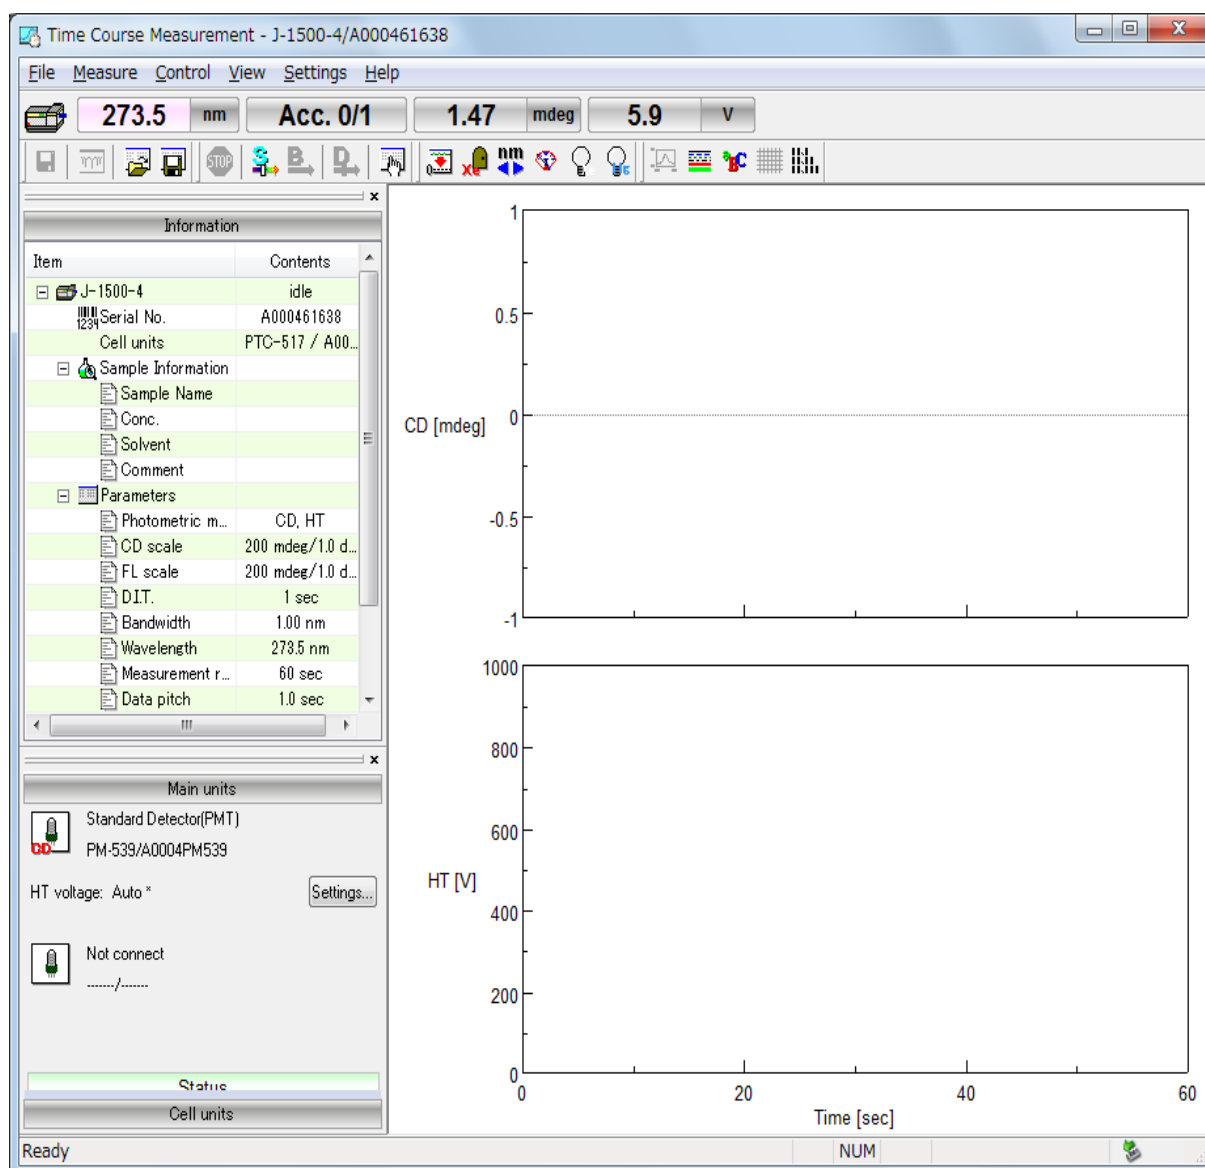 Time Course Measurement - J-1500-4/A000461638
File Measure Control View Settings Help
273.5 nm Acc. 0/1 1.47 mdeg 5.9 V
STOP S B D xe nm BC
Information
Item Contents
J-1500-4 idle
1234 Serial No. A000461638
Cell units PTC-517 / A00...
Sample Information
Sample Name
Conc.
Solvent
Comment
Parameters
Photometric m... CD, HT
CD scale 200 mdeg/1.0 d...
FL scale 200 mdeg/1.0 d...
D.I.T. 1 sec
Bandwidth 1.00 nm
Wavelength 273.5 nm
Measurement r... 60 sec
Data pitch 1.0 sec
Main units
Standard Detector(PMT)
CD PM-539/A0004PM539
HT voltage: Auto * Settings...
Not connect
-------/-------
Status
Cell units
1
0.5
CD [mdeg]
0
-0.5
-1
1000
800
600
HT [V]
400
200
0
0 20 40 60
Time [sec]
Ready NUM